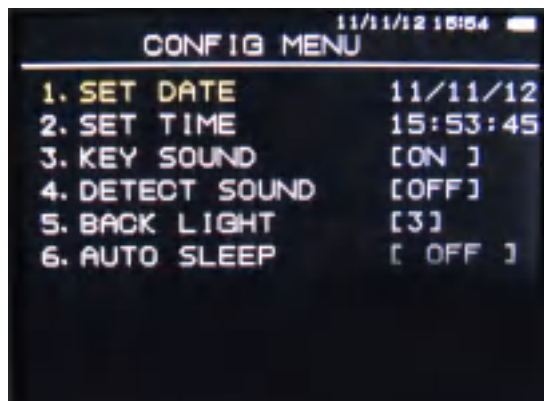 11/11/12 15:54
CONFIG MENU
1. SET DATE 11/11/12
2. SET TIME 15:53:45
3. KEY SOUND [ON ]
4. DETECT SOUND [OFF]
5. BACK LIGHT [3]
6. AUTO SLEEP [ OFF ]